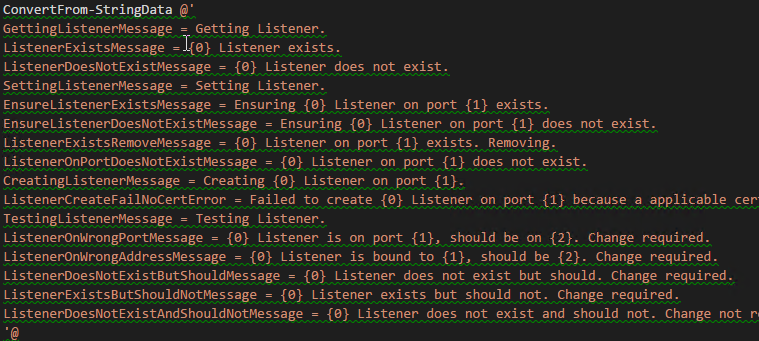 ConvertFrom-StringData @'
GettingListenerMessage = Getting Listener.
ListenerExistsMessage = {0} Listener exists.
ListenerDoesNotExistMessage = {0} Listener does not exist.
SettingListenerMessage = Setting Listener.
EnsureListenerExistsMessage = Ensuring {0} Listener on port {1} exists.
EnsureListenerDoesNotExistMessage = Ensuring {0} Listener on port {1} does not exist.
ListenerExistsRemoveMessage = {0} Listener on port {1} exists. Removing.
ListenerOnPortDoesNotExistMessage = {0} Listener on port {1} does not exist.
CreatingListenerMessage = Creating {0} Listener on port {1}.
ListenerCreateFailNoCertError = Failed to create {0} Listener on port {1} because a applicable cer
TestingListenerMessage = Testing Listener.
ListenerOnWrongPortMessage = {0} Listener is on port {1}, should be on {2}. Change required.
ListenerOnWrongAddressMessage = {0} Listener is bound to {1}, should be {2}. Change required.
ListenerDoesNotExistButShouldMessage = {0} Listener does not exist but should. Change required.
ListenerExistsButShouldNotMessage = {0} Listener exists but should not. Change required.
ListenerDoesNotExistAndShouldNotMessage = {0} Listener does not exist and should not. Change not r
'@